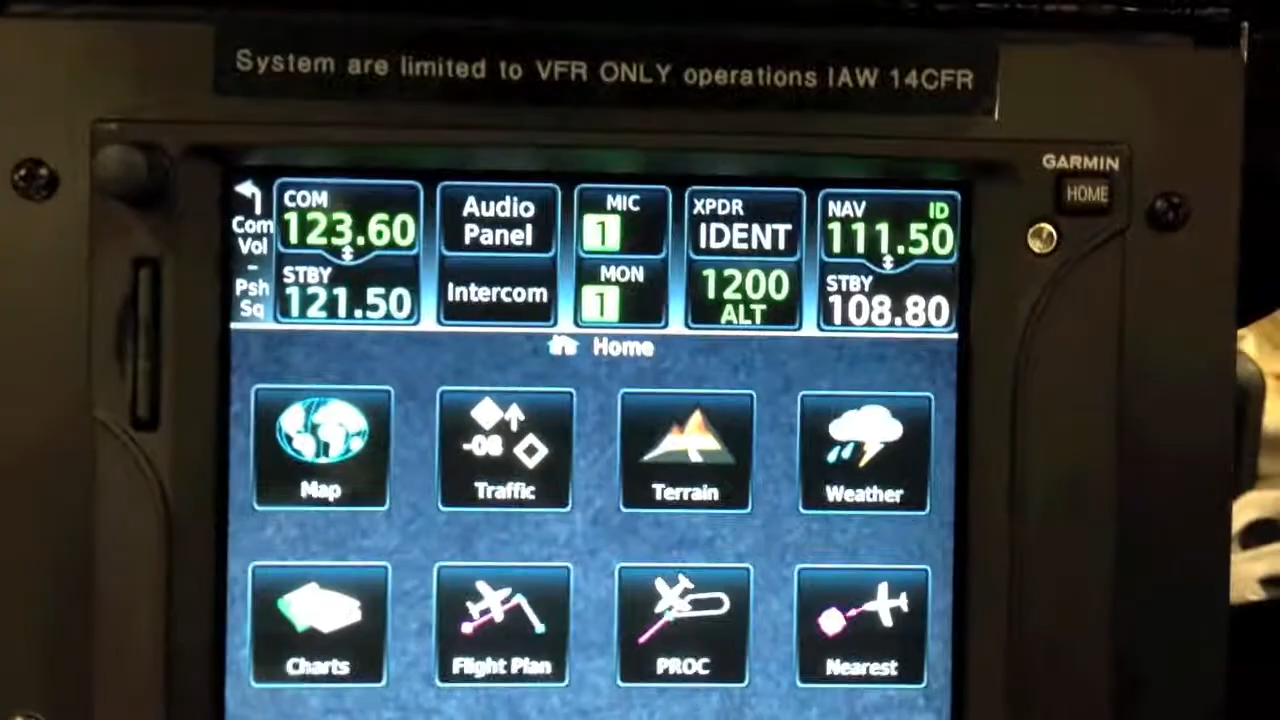 System are limited to VFR ONLY operations IAW 14CFR
GARMIN
HOME
Com
Vol
-
Psh
Sq
COM
123.60
STBY
121.50
Audio
Panel
Intercom
MIC
1
MON
1
XPDR
IDENT
1200
ALT
NAV ID
111.50
STBY
108.80
Home
Map
Traffic
-06
Terrain
Weather
Charts
Flight Plan
PROC
Nearest